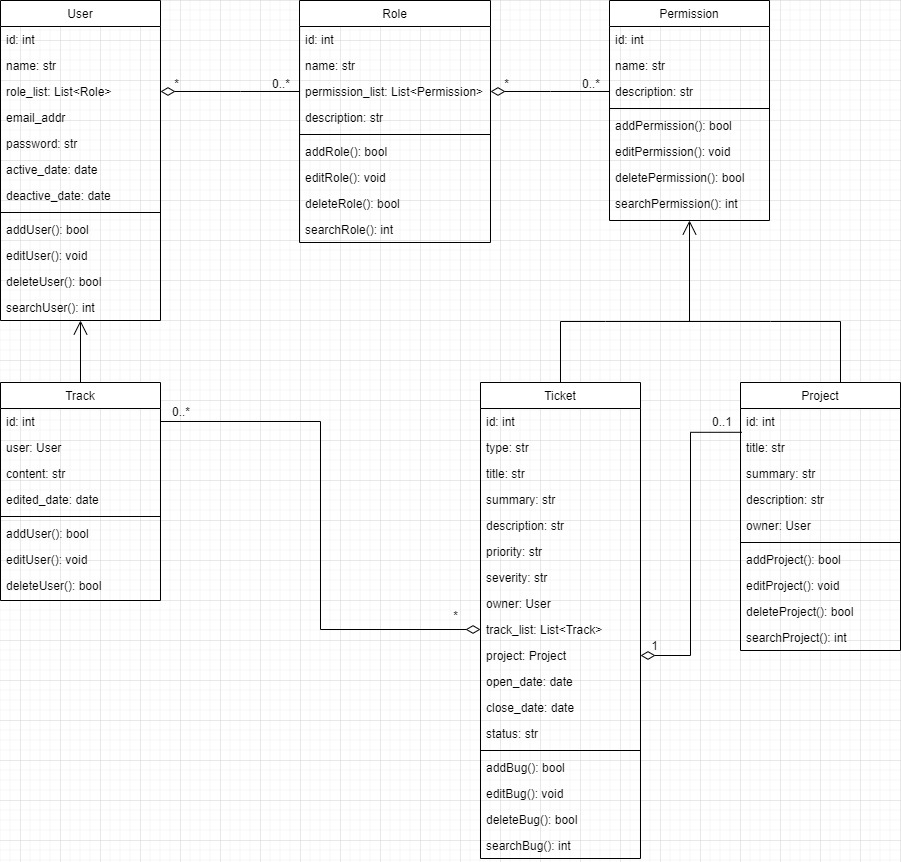 User
id: int
name: str
role_list: List<Role>
email_addr
password: str
active_date: date
deactive_date: date
addUser(): bool
editUser(): void
deleteUser(): bool
searchUser(): int
*
0..*
Role
id: int
name: str
permission_list: List<Permission>
description: str
addRole(): bool
editRole(): void
deleteRole(): bool
searchRole(): int
*
0..*
Permission
id: int
name: str
description: str
addPermission(): bool
editPermission(): void
deletePermission(): bool
searchPermission(): int
Track
id: int
user: User
content: str
edited_date: date
addUser(): bool
editUser(): void
deleteUser(): bool
0..*
*
Ticket
id: int
type: str
title: str
summary: str
description: str
priority: str
severity: str
owner: User
track_list: List<Track>
project: Project
open_date: date
close_date: date
status: str
addBug(): bool
editBug(): void
deleteBug(): bool
searchBug(): int
0..1
1
Project
id: int
title: str
summary: str
description: str
owner: User
addProject(): bool
editProject(): void
deleteProject(): bool
searchProject(): int